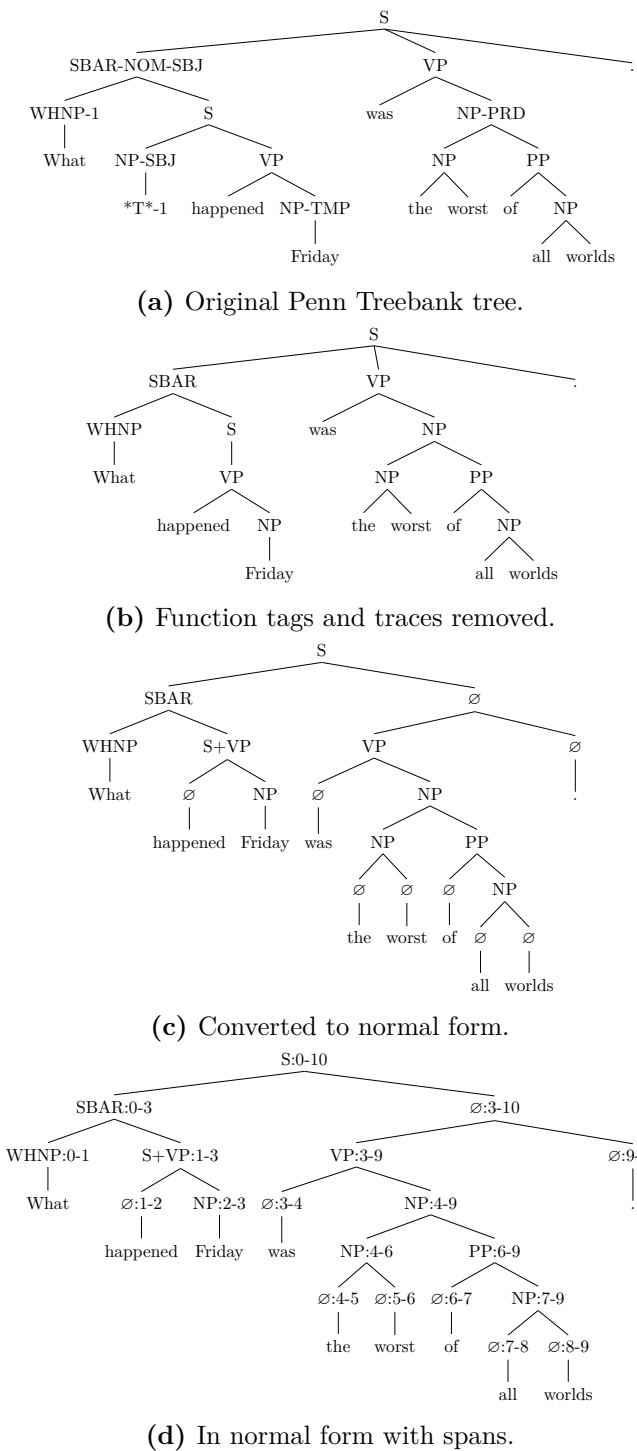 S
SBAR-NOM-SBJ VP .
WHNP-1 S was NP-PRD
What NP-SBJ VP NP PP
*T*-1 happened NP-TMP the worst of NP
Friday all worlds
(a) Original Penn Treebank tree.
S
SBAR VP .
WHNP S was NP
What VP NP PP
happened NP the worst of NP
Friday all worlds
(b) Function tags and traces removed.
S
SBAR ∅
WHNP S+VP VP ∅
What ∅ NP ∅ NP .
happened Friday was NP PP
∅ ∅ ∅ NP
the worst of ∅ ∅
all worlds
(c) Converted to normal form.
S:0-10
SBAR:0-3 ∅:3-10
WHNP:0-1 S+VP:1-3 VP:3-9 ∅:9-
What ∅:1-2 NP:2-3 ∅:3-4 NP:4-9 .
happened Friday was NP:4-6 PP:6-9
∅:4-5 ∅:5-6 ∅:6-7 NP:7-9
the worst of ∅:7-8 ∅:8-9
all worlds
(d) In normal form with spans.